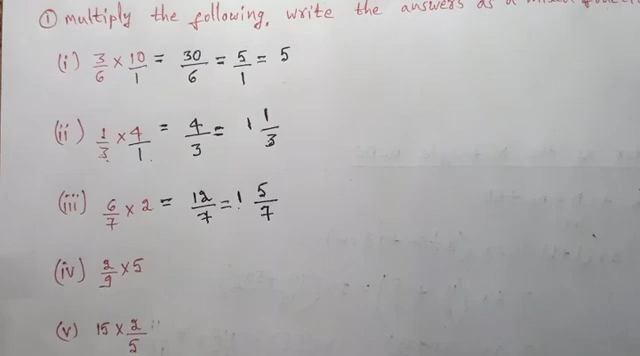 ① multiply the following. write the answers as a mixed
(i) 3/6 × 10/1 = 30/6 = 5/1 = 5
(ii) 1/3 × 4/1 = 4/3 = 1 1/3
(iii) 6/7 × 2 = 12/7 = 1 5/7
(iv) 2/9 × 5
(v) 15 × 2/5